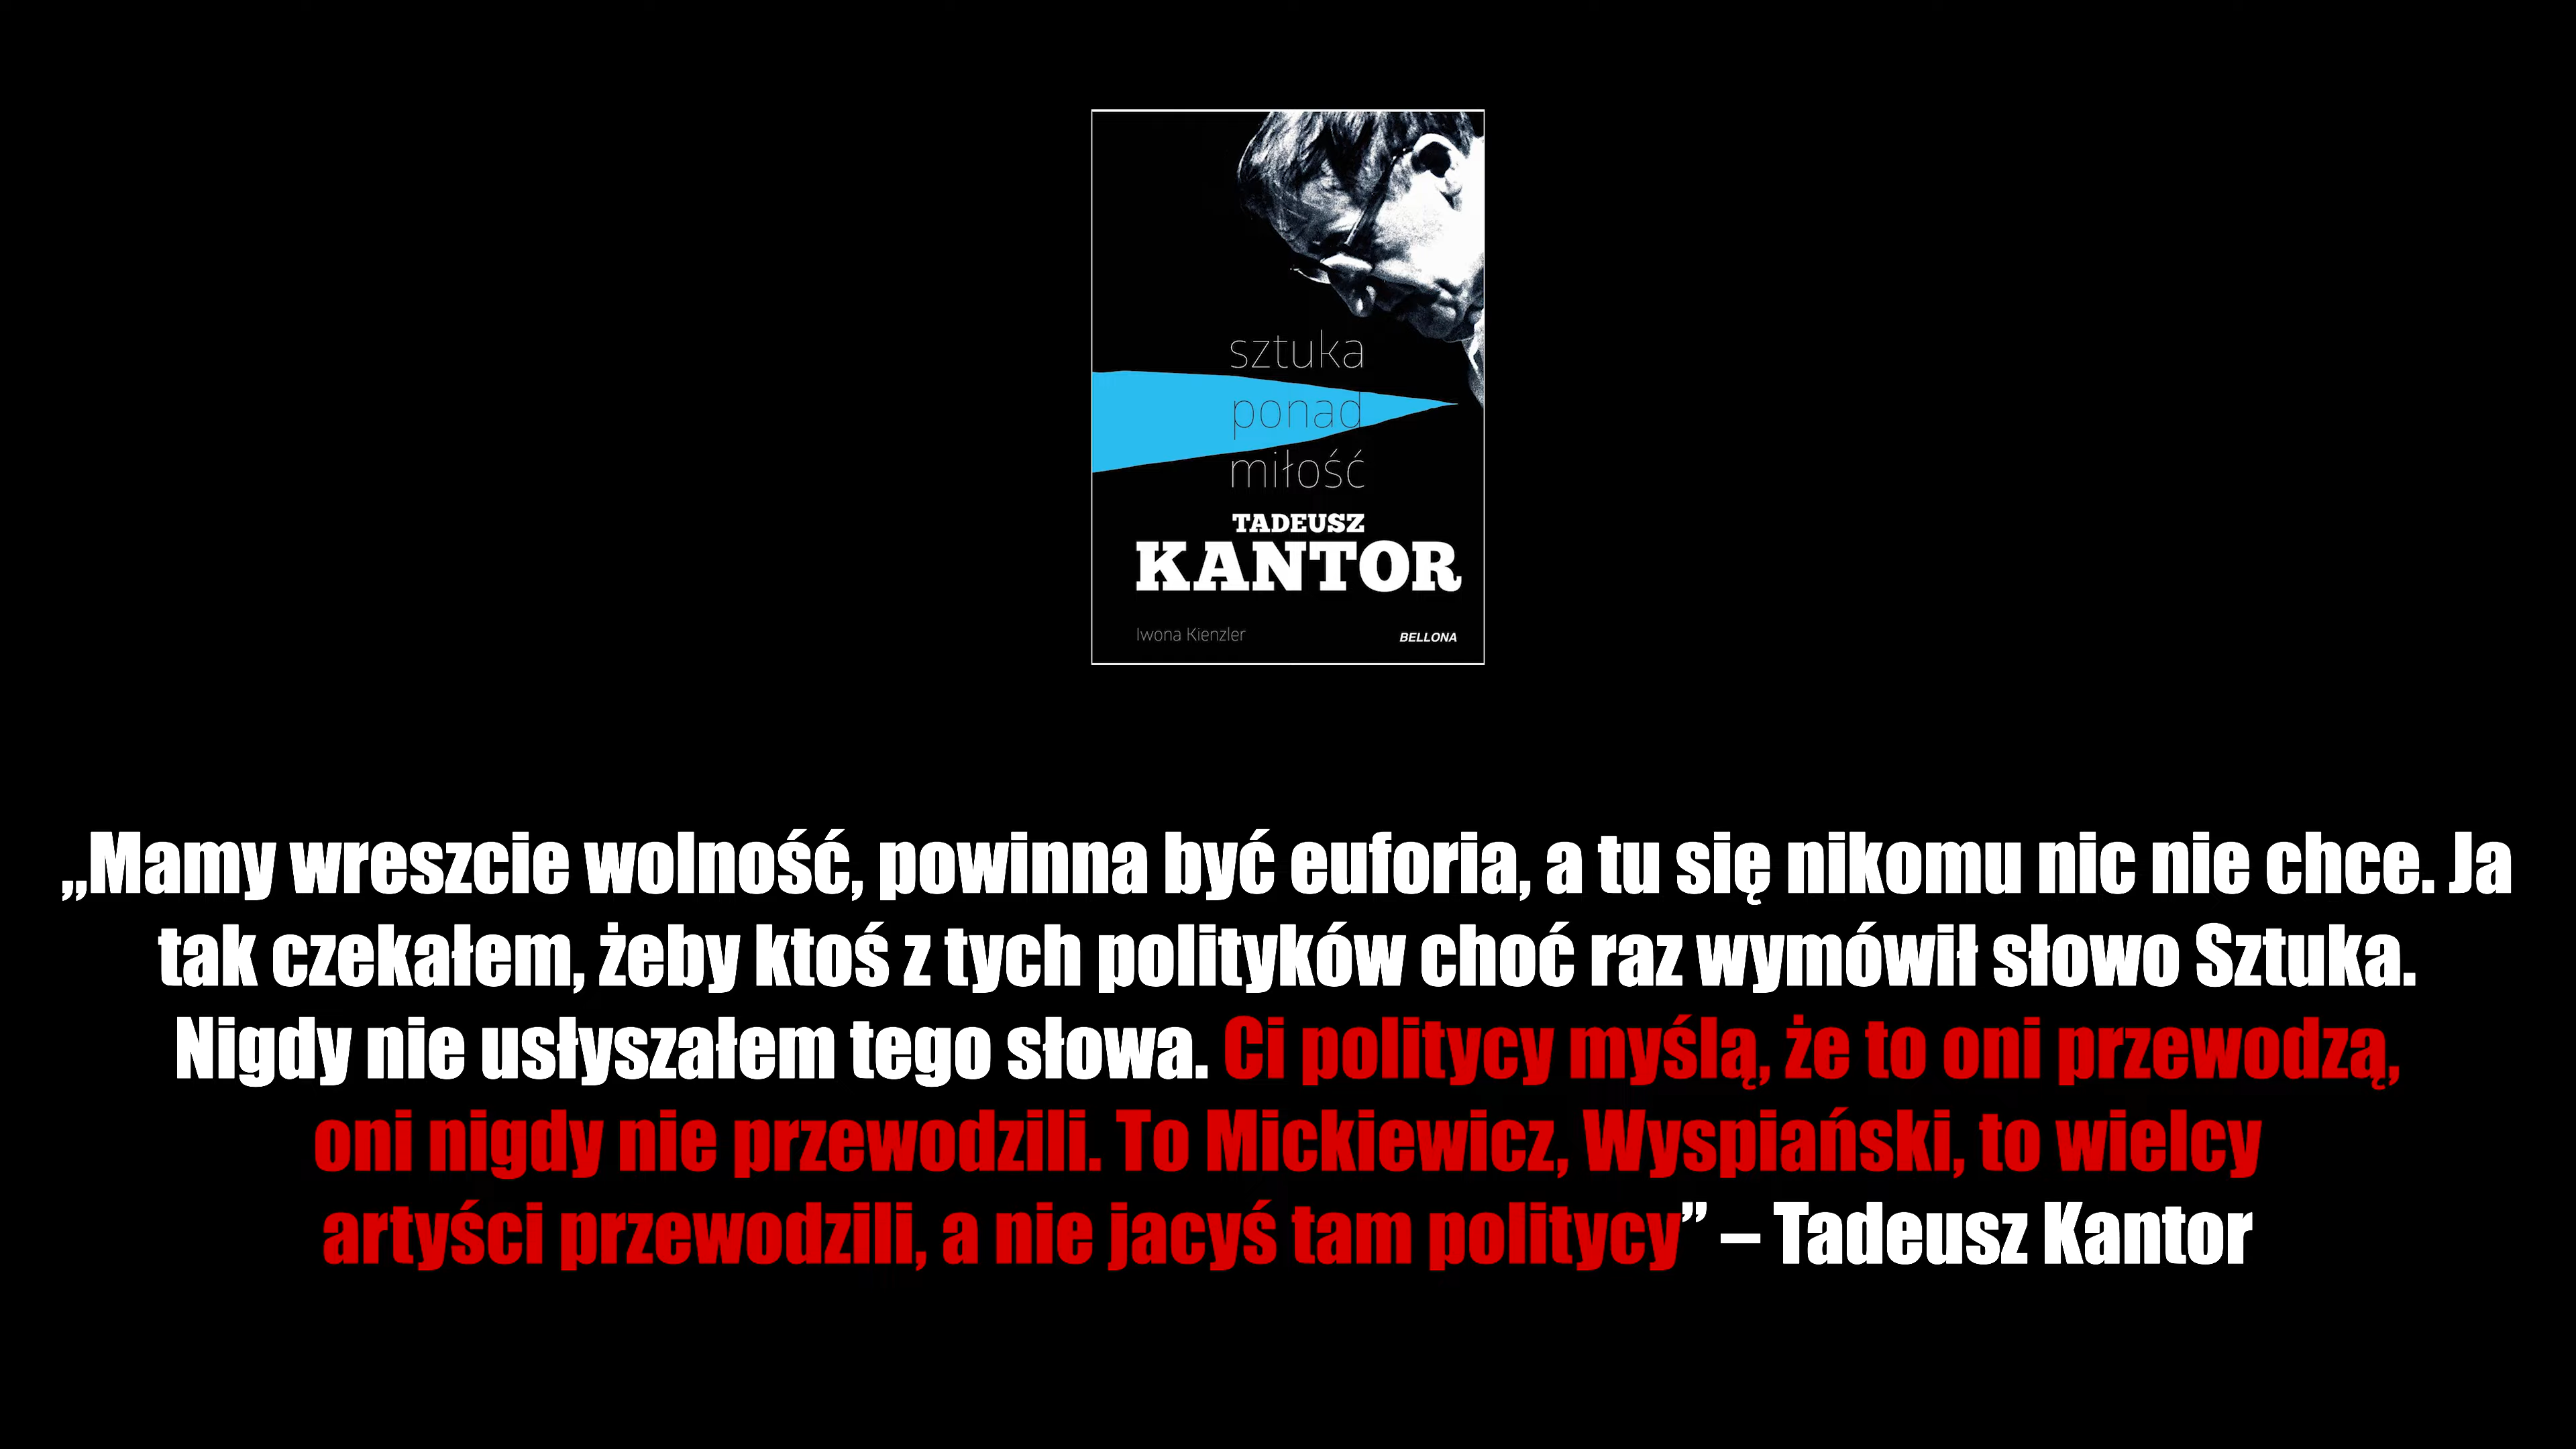 sztuka
ponad
miłość
TADEUSZ
KANTOR
Iwona Kienzler
BELLONA
„Mamy wreszcie wolność, powinna być euforia, a tu się nikomu nic nie chce. Ja
tak czekałem, żeby ktoś z tych polityków choć raz wymówił słowo Sztuka.
Nigdy nie usłyszałem tego słowa. Ci politycy myślą, że to oni przewodzą,
oni nigdy nie przewodzili. To Mickiewicz, Wyspiański, to wielcy
artyści przewodzili, a nie jacyś tam politycy” – Tadeusz Kantor